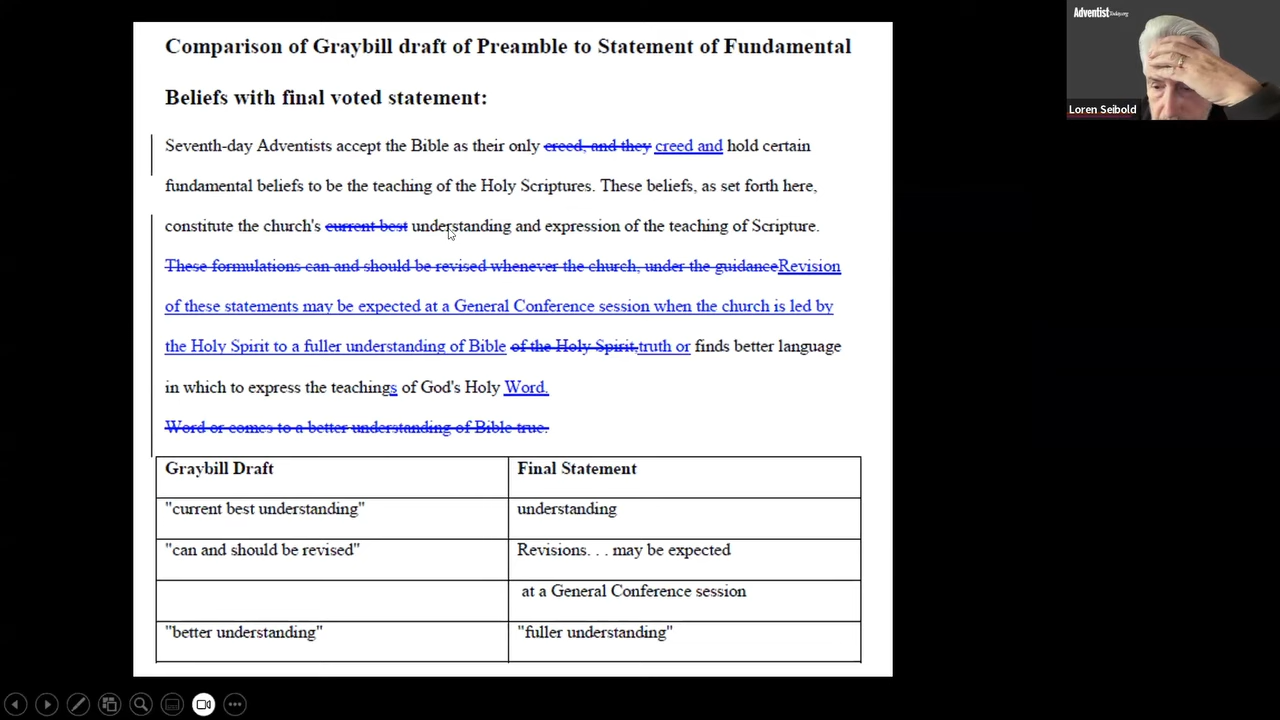 Comparison of Graybill draft of Preamble to Statement of Fundamental
Beliefs with final voted statement:
Seventh-day Adventists accept the Bible as their only creed, and they creed and hold certain
fundamental beliefs to be the teaching of the Holy Scriptures. These beliefs, as set forth here,
constitute the church's current best understanding and expression of the teaching of Scripture.
These formulations can and should be revised whenever the church, under the guidanceRevision
of these statements may be expected at a General Conference session when the church is led by
the Holy Spirit to a fuller understanding of Bible of the Holy Spirit, truth or finds better language
in which to express the teachings of God's Holy Word.
Word or comes to a better understanding of Bible true.
Graybill Draft Final Statement
"current best understanding" understanding
"can and should be revised" Revisions. . . may be expected
at a General Conference session
"better understanding" "fuller understanding"
AdventistToday.org
Loren Seibold